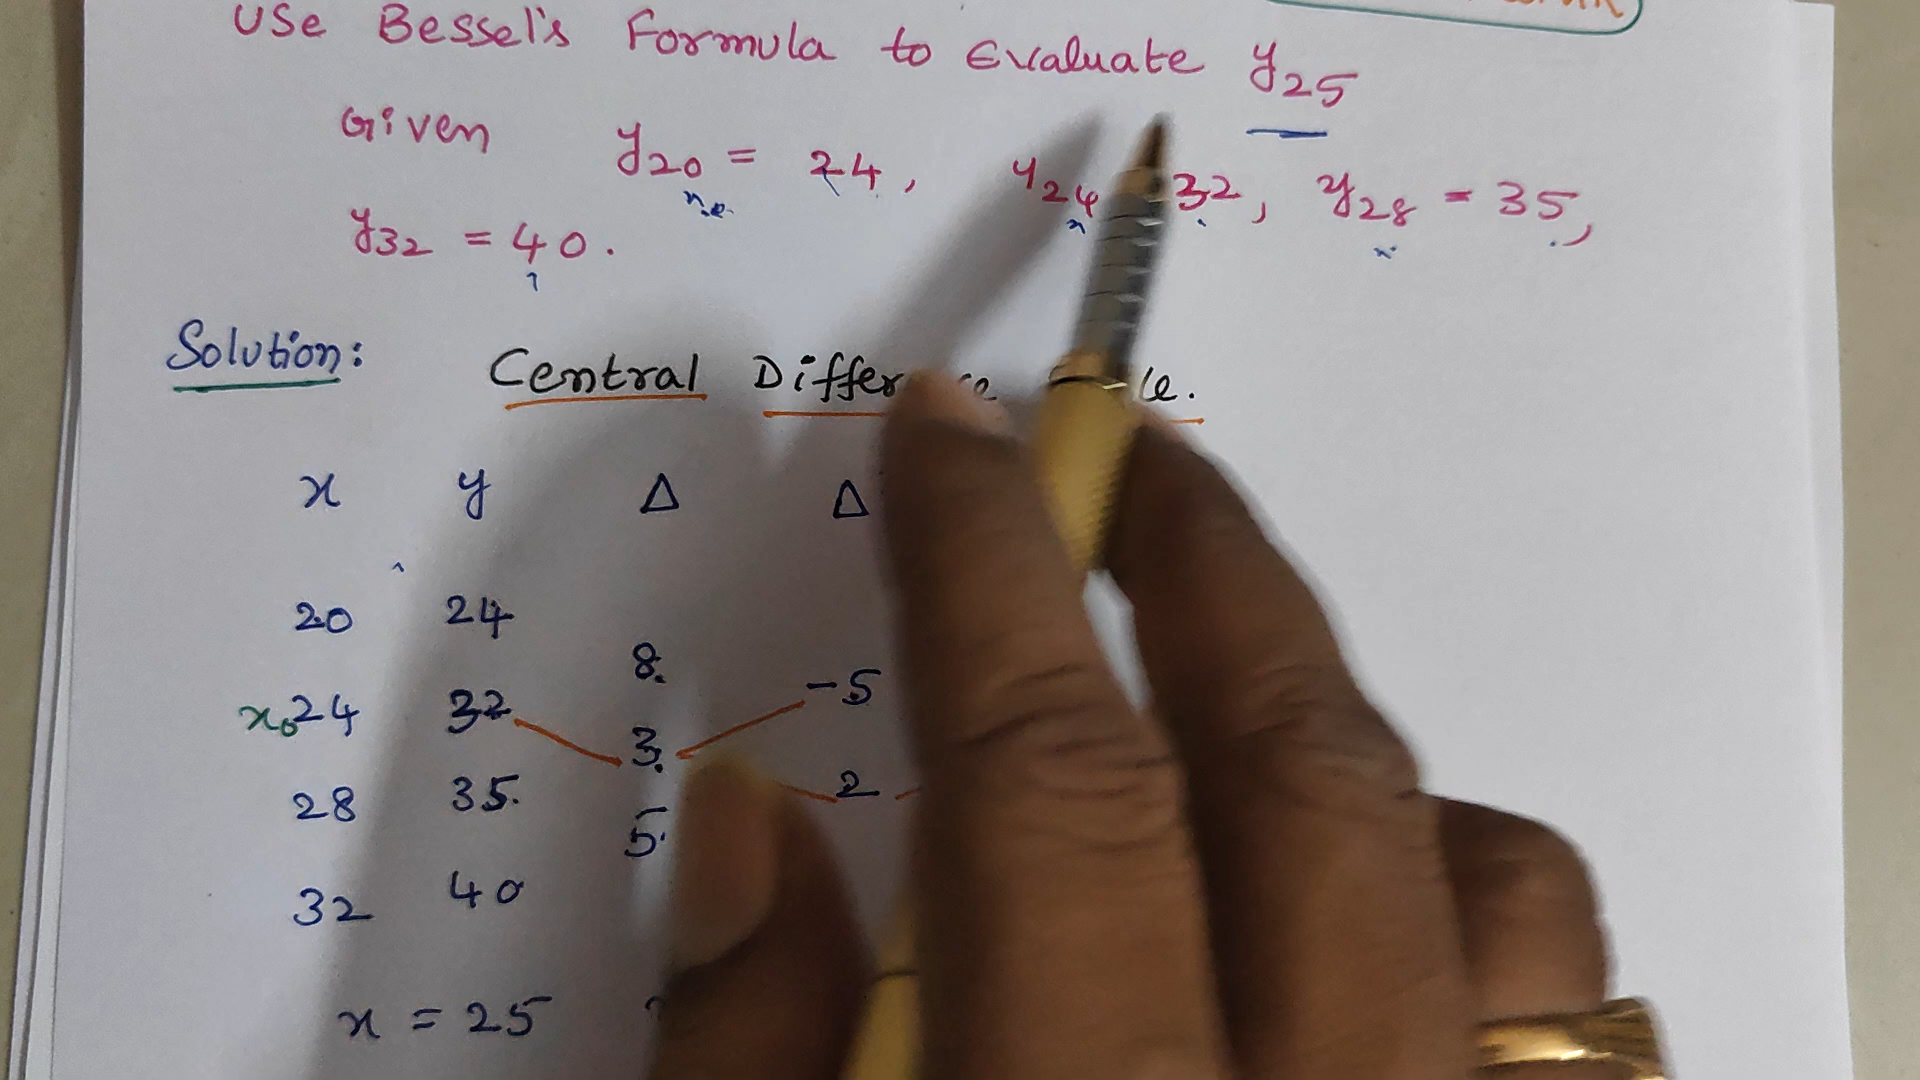 Use Bessel's Formula to Evaluate y25
Given y20 = 24, y24 32, y28 = 35,
y32 = 40.
Solution: Central
x y Δ Δ
20 24
8
x0 24 32 -5
3
28 35 2
5
32 40
x = 25